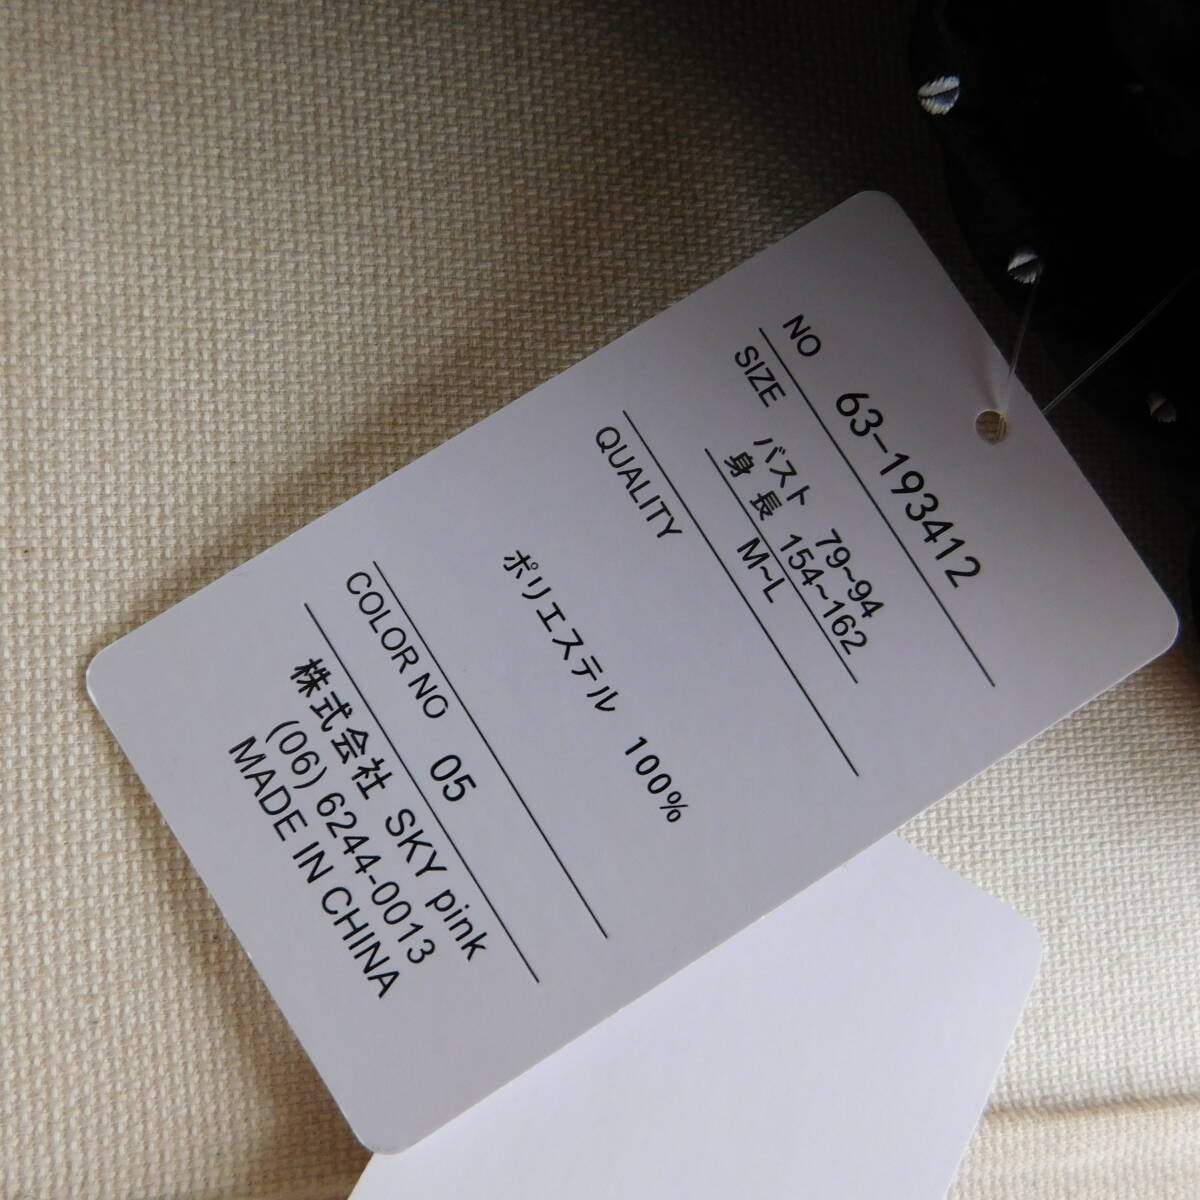 NO 63-193412
SIZE バスト 79~94
身長 154~162
M~L
QUALITY
ポリエステル 100%
COLOR NO 05
株式会社 SKY pink
(06) 6244-0013
MADE IN CHINA